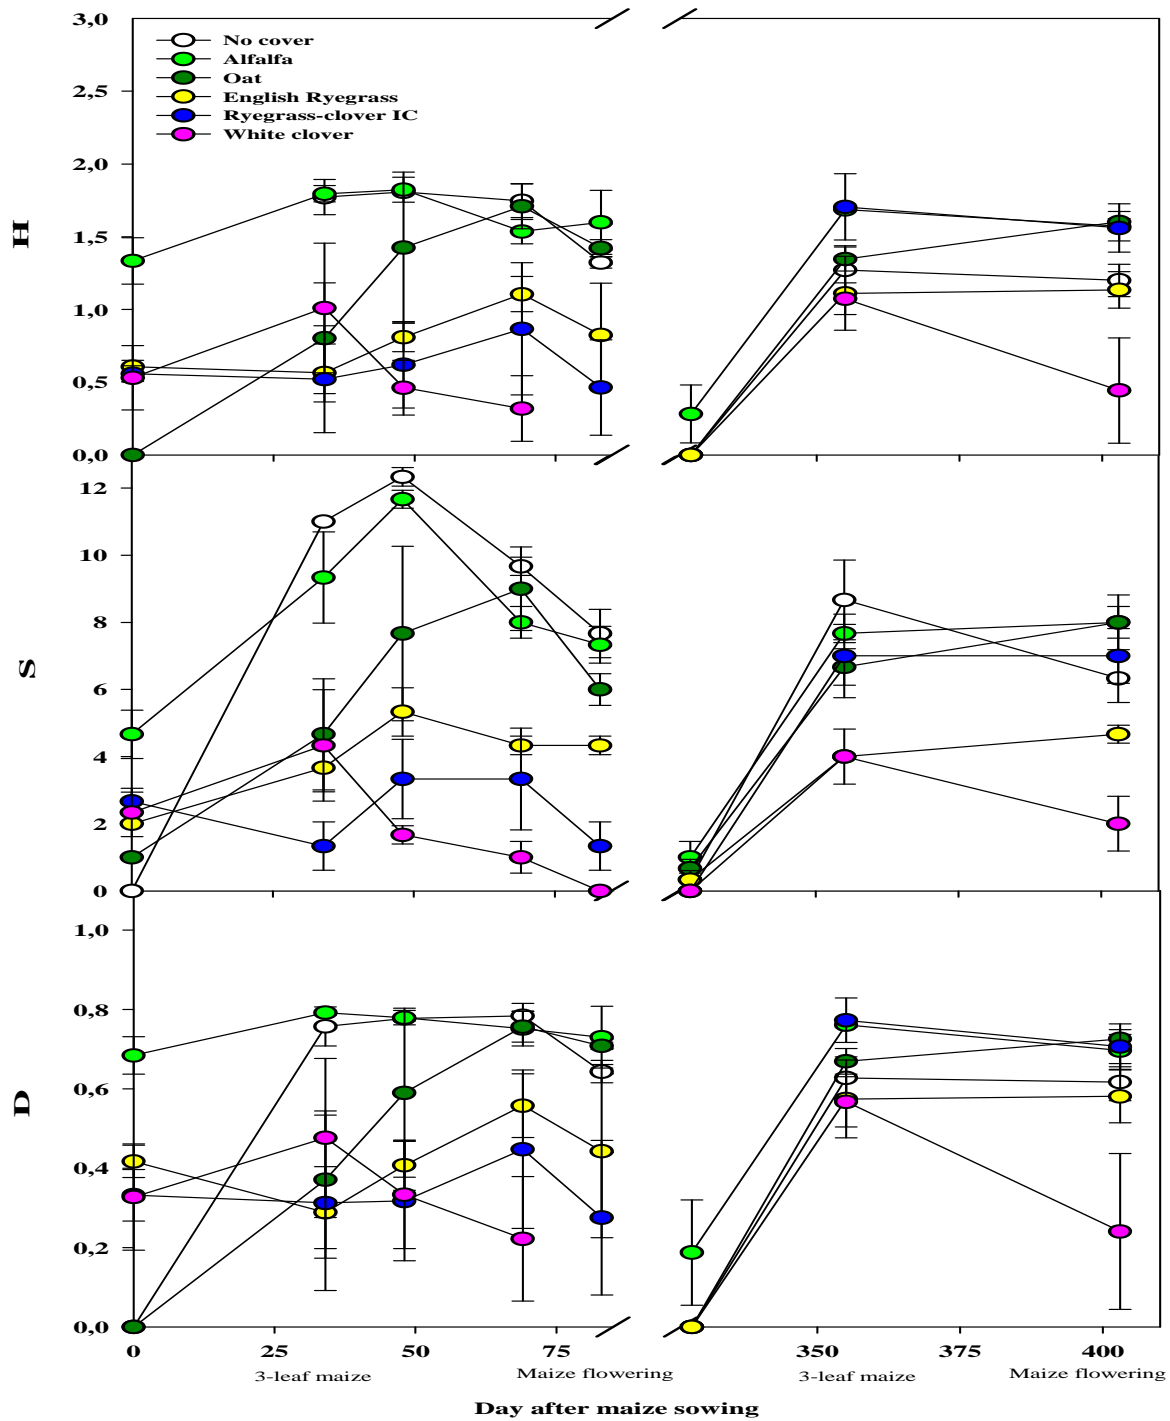 3,0
No cover
Alfalfa
Oat
English Ryegrass
Ryegrass-clover IC
White clover
2,5
2,0
1,5
1,0
0,5
0,0
H
12
10
8
6
4
2
0
S
1,0
0,8
0,6
0,4
0,2
0,0
D
0 25 50 75 350 375 400
3-leaf maize Maize flowering 3-leaf maize Maize flowering
Day after maize sowing